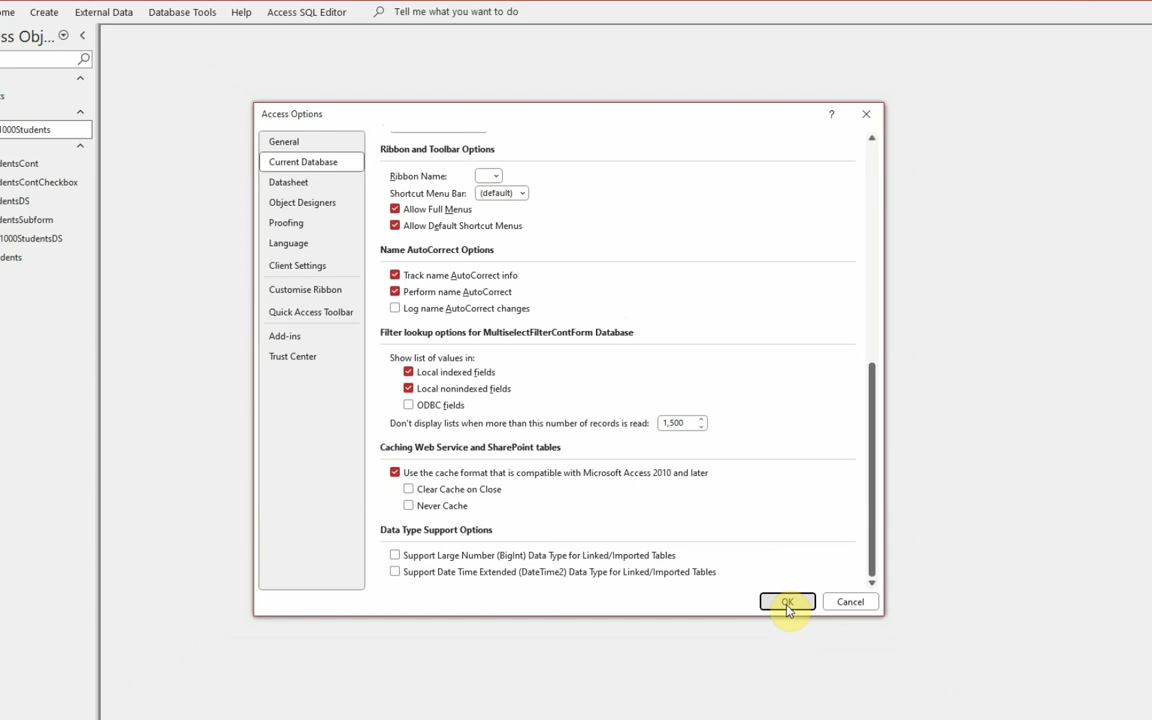 ome Create External Data Database Tools Help Access SQL Editor Tell me what you want to do
ss Obj...
s
1000Students
dentsCont
dentsContCheckbox
dentsDS
dentsSubform
1000StudentsDS
dents
Access Options
?
General
Current Database
Datasheet
Object Designers
Proofing
Language
Client Settings
Customise Ribbon
Quick Access Toolbar
Add-ins
Trust Center
Ribbon and Toolbar Options
Ribbon Name:
Shortcut Menu Bar: (default)
Allow Full Menus
Allow Default Shortcut Menus
Name AutoCorrect Options
Track name AutoCorrect info
Perform name AutoCorrect
Log name AutoCorrect changes
Filter lookup options for MultiselectFilterContForm Database
Show list of values in:
Local indexed fields
Local nonindexed fields
ODBC fields
Don't display lists when more than this number of records is read: 1,500
Caching Web Service and SharePoint tables
Use the cache format that is compatible with Microsoft Access 2010 and later
Clear Cache on Close
Never Cache
Data Type Support Options
Support Large Number (BigInt) Data Type for Linked/Imported Tables
Support Date Time Extended (DateTime2) Data Type for Linked/Imported Tables
OK Cancel